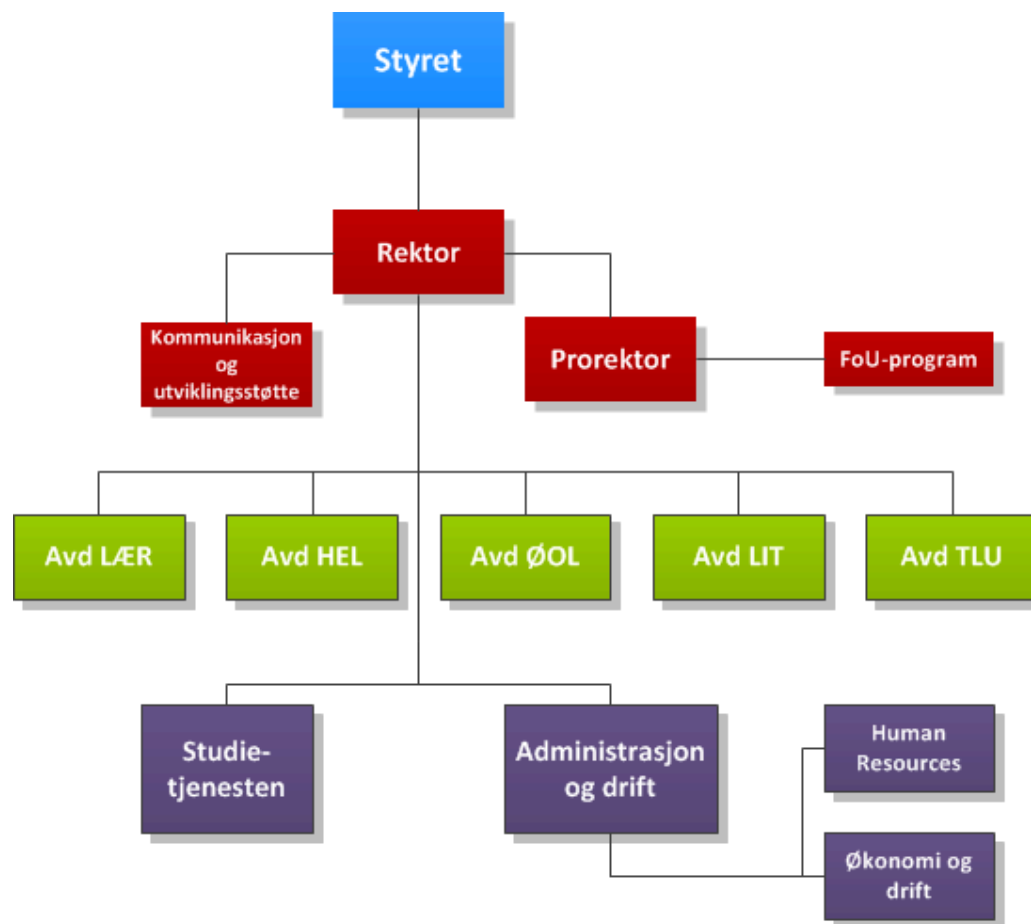 Styret
Rektor
Kommunikasjon
og
utviklingsstøtte
Prorektor
FoU-program
Avd LÆR
Avd HEL
Avd ØOL
Avd LIT
Avd TLU
Studie-
tjenesten
Administrasjon
og drift
Human
Resources
Økonomi og
drift